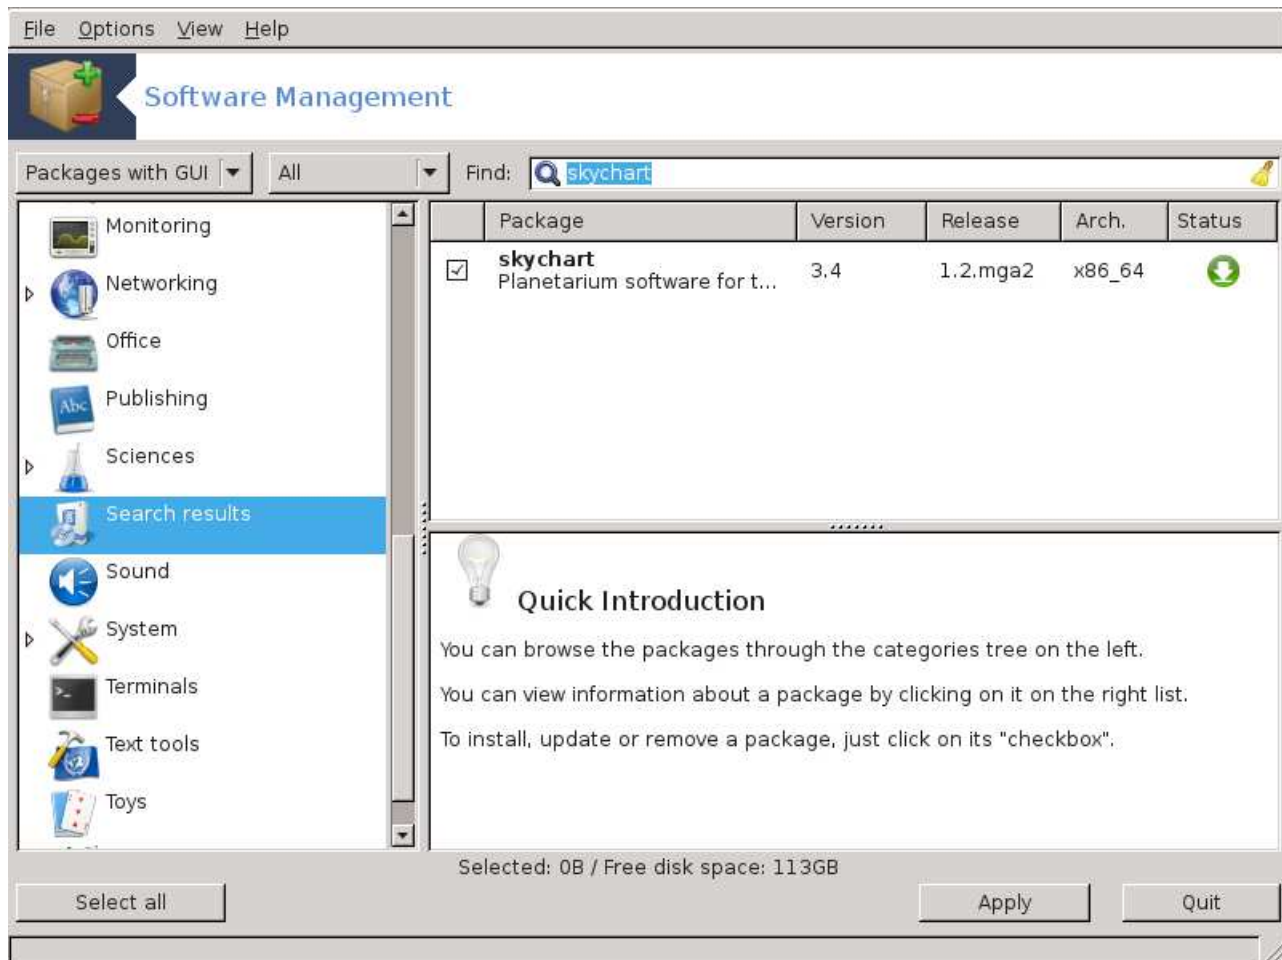 File Options View Help
Software Management
Packages with GUI All Find: skychart
Monitoring
Networking
Office
Publishing
Sciences
Search results
Sound
System
Terminals
Text tools
Toys
Package Version Release Arch. Status
skychart
Planetarium software for t... 3.4 1.2.mga2 x86_64
Quick Introduction
You can browse the packages through the categories tree on the left.
You can view information about a package by clicking on it on the right list.
To install, update or remove a package, just click on its "checkbox".
Selected: 0B / Free disk space: 113GB
Select all Apply Quit